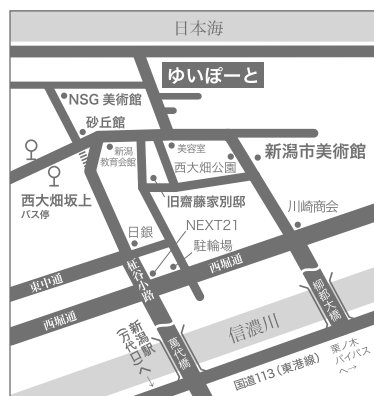 日本海
ゆいぽーと
NSG 美術館
砂丘館
新潟
教育会館
美容室
西大畑公園
新潟市美術館
西大畑坂上
バス停
旧齋藤家別邸
川崎商会
日銀
NEXT21
駐輪場
東中通
柾谷小路
西堀通
西堀通
柳都大橋
信濃川
新潟駅
(万代口)へ
→
萬代橋
国道113 (東港線)
栗ノ木
バイパス
へ→